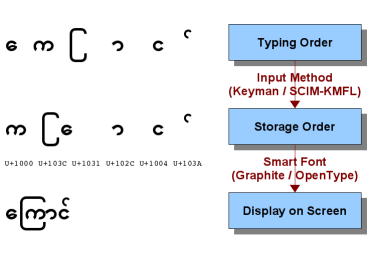 ေ က ြ ာ င ်
Typing Order
Input Method
(Keyman / SCIM-KMFL)
က ြ ေ ာ င ်
Storage Order
U+1000 U+103C U+1031 U+102C U+1004 U+103A
Smart Font
(Graphite / OpenType)
ကြောင်
Display on Screen